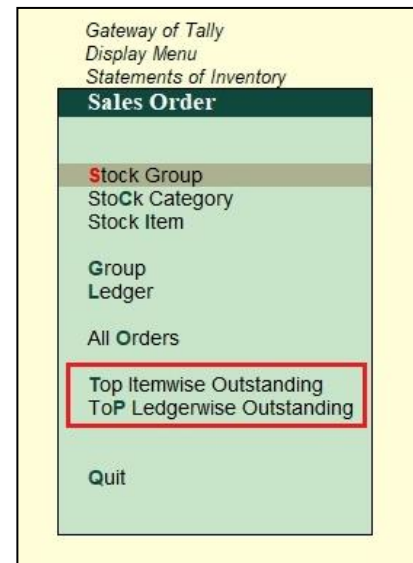 Gateway of Tally
Display Menu
Statements of Inventory
Sales Order
Stock Group
StoCk Category
Stock Item
Group
Ledger
All Orders
Top Itemwise Outstanding
ToP Ledgerwise Outstanding
Quit